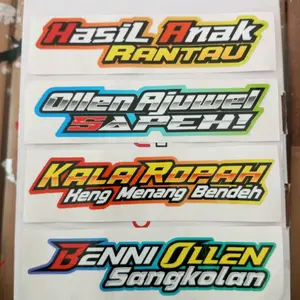 HasiL Anak
RANTAU
Ollen Ajuwel
SAPEH!
KALA ROPAH
Heng Menang Bendeh
BENNI OLLEN
Sangkolan